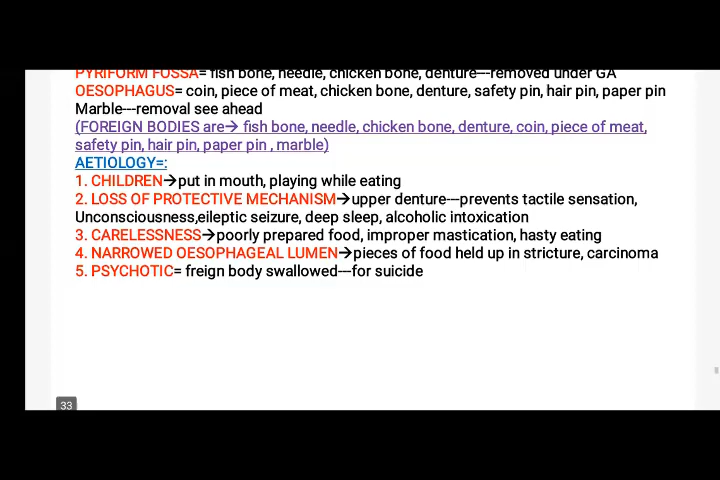 PYRIFORM FOSSA= fish bone, needle, chicken bone, denture---removed under GA
OESOPHAGUS= coin, piece of meat, chicken bone, denture, safety pin, hair pin, paper pin
Marble---removal see ahead
(FOREIGN BODIES are→ fish bone, needle, chicken bone, denture, coin, piece of meat,
safety pin, hair pin, paper pin , marble)
AETIOLOGY=:
1. CHILDREN→put in mouth, playing while eating
2. LOSS OF PROTECTIVE MECHANISM→upper denture---prevents tactile sensation,
Unconsciousness,eileptic seizure, deep sleep, alcoholic intoxication
3. CARELESSNESS→poorly prepared food, improper mastication, hasty eating
4. NARROWED OESOPHAGEAL LUMEN→pieces of food held up in stricture, carcinoma
5. PSYCHOTIC= freign body swallowed---for suicide
33